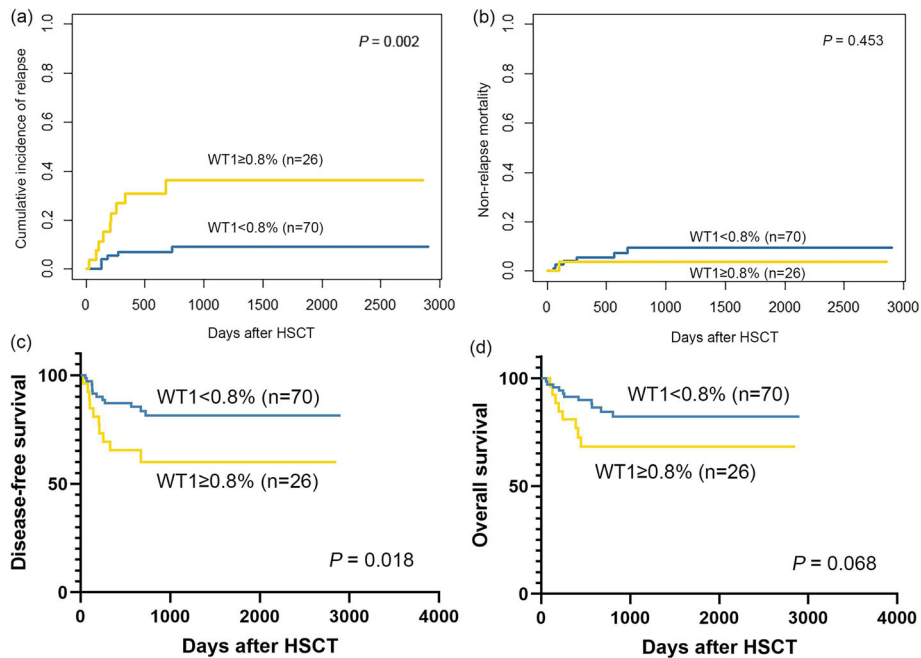 (a)
P = 0.002
Cumulative incidence of relapse
1.0
0.8
0.6
0.4
0.2
0.0
WT1≥0.8% (n=26)
WT1<0.8% (n=70)
0 500 1000 1500 2000 2500 3000
Days after HSCT
(b)
P = 0.453
Non-relapse mortality
1.0
0.8
0.6
0.4
0.2
0.0
WT1<0.8% (n=70)
WT1≥0.8% (n=26)
0 500 1000 1500 2000 2500 3000
Days after HSCT
(c)
Disease-free survival
100
50
0
WT1<0.8% (n=70)
WT1≥0.8% (n=26)
P = 0.018
0 1000 2000 3000 4000
Days after HSCT
(d)
Overall survival
100
50
0
WT1<0.8% (n=70)
WT1≥0.8% (n=26)
P = 0.068
0 1000 2000 3000 4000
Days after HSCT